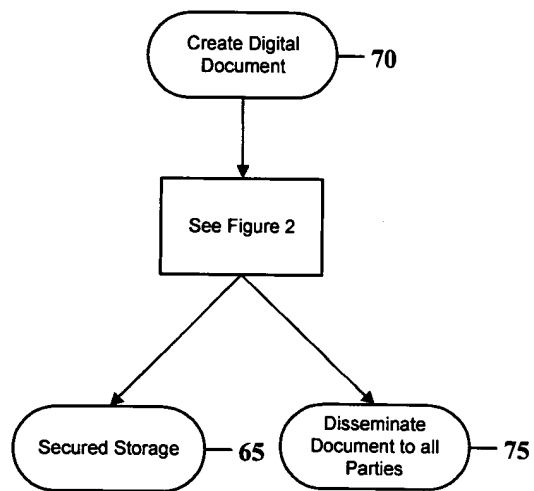 Create Digital
Document
70
See Figure 2
Secured Storage
65
Disseminate
Document to all
Parties
75